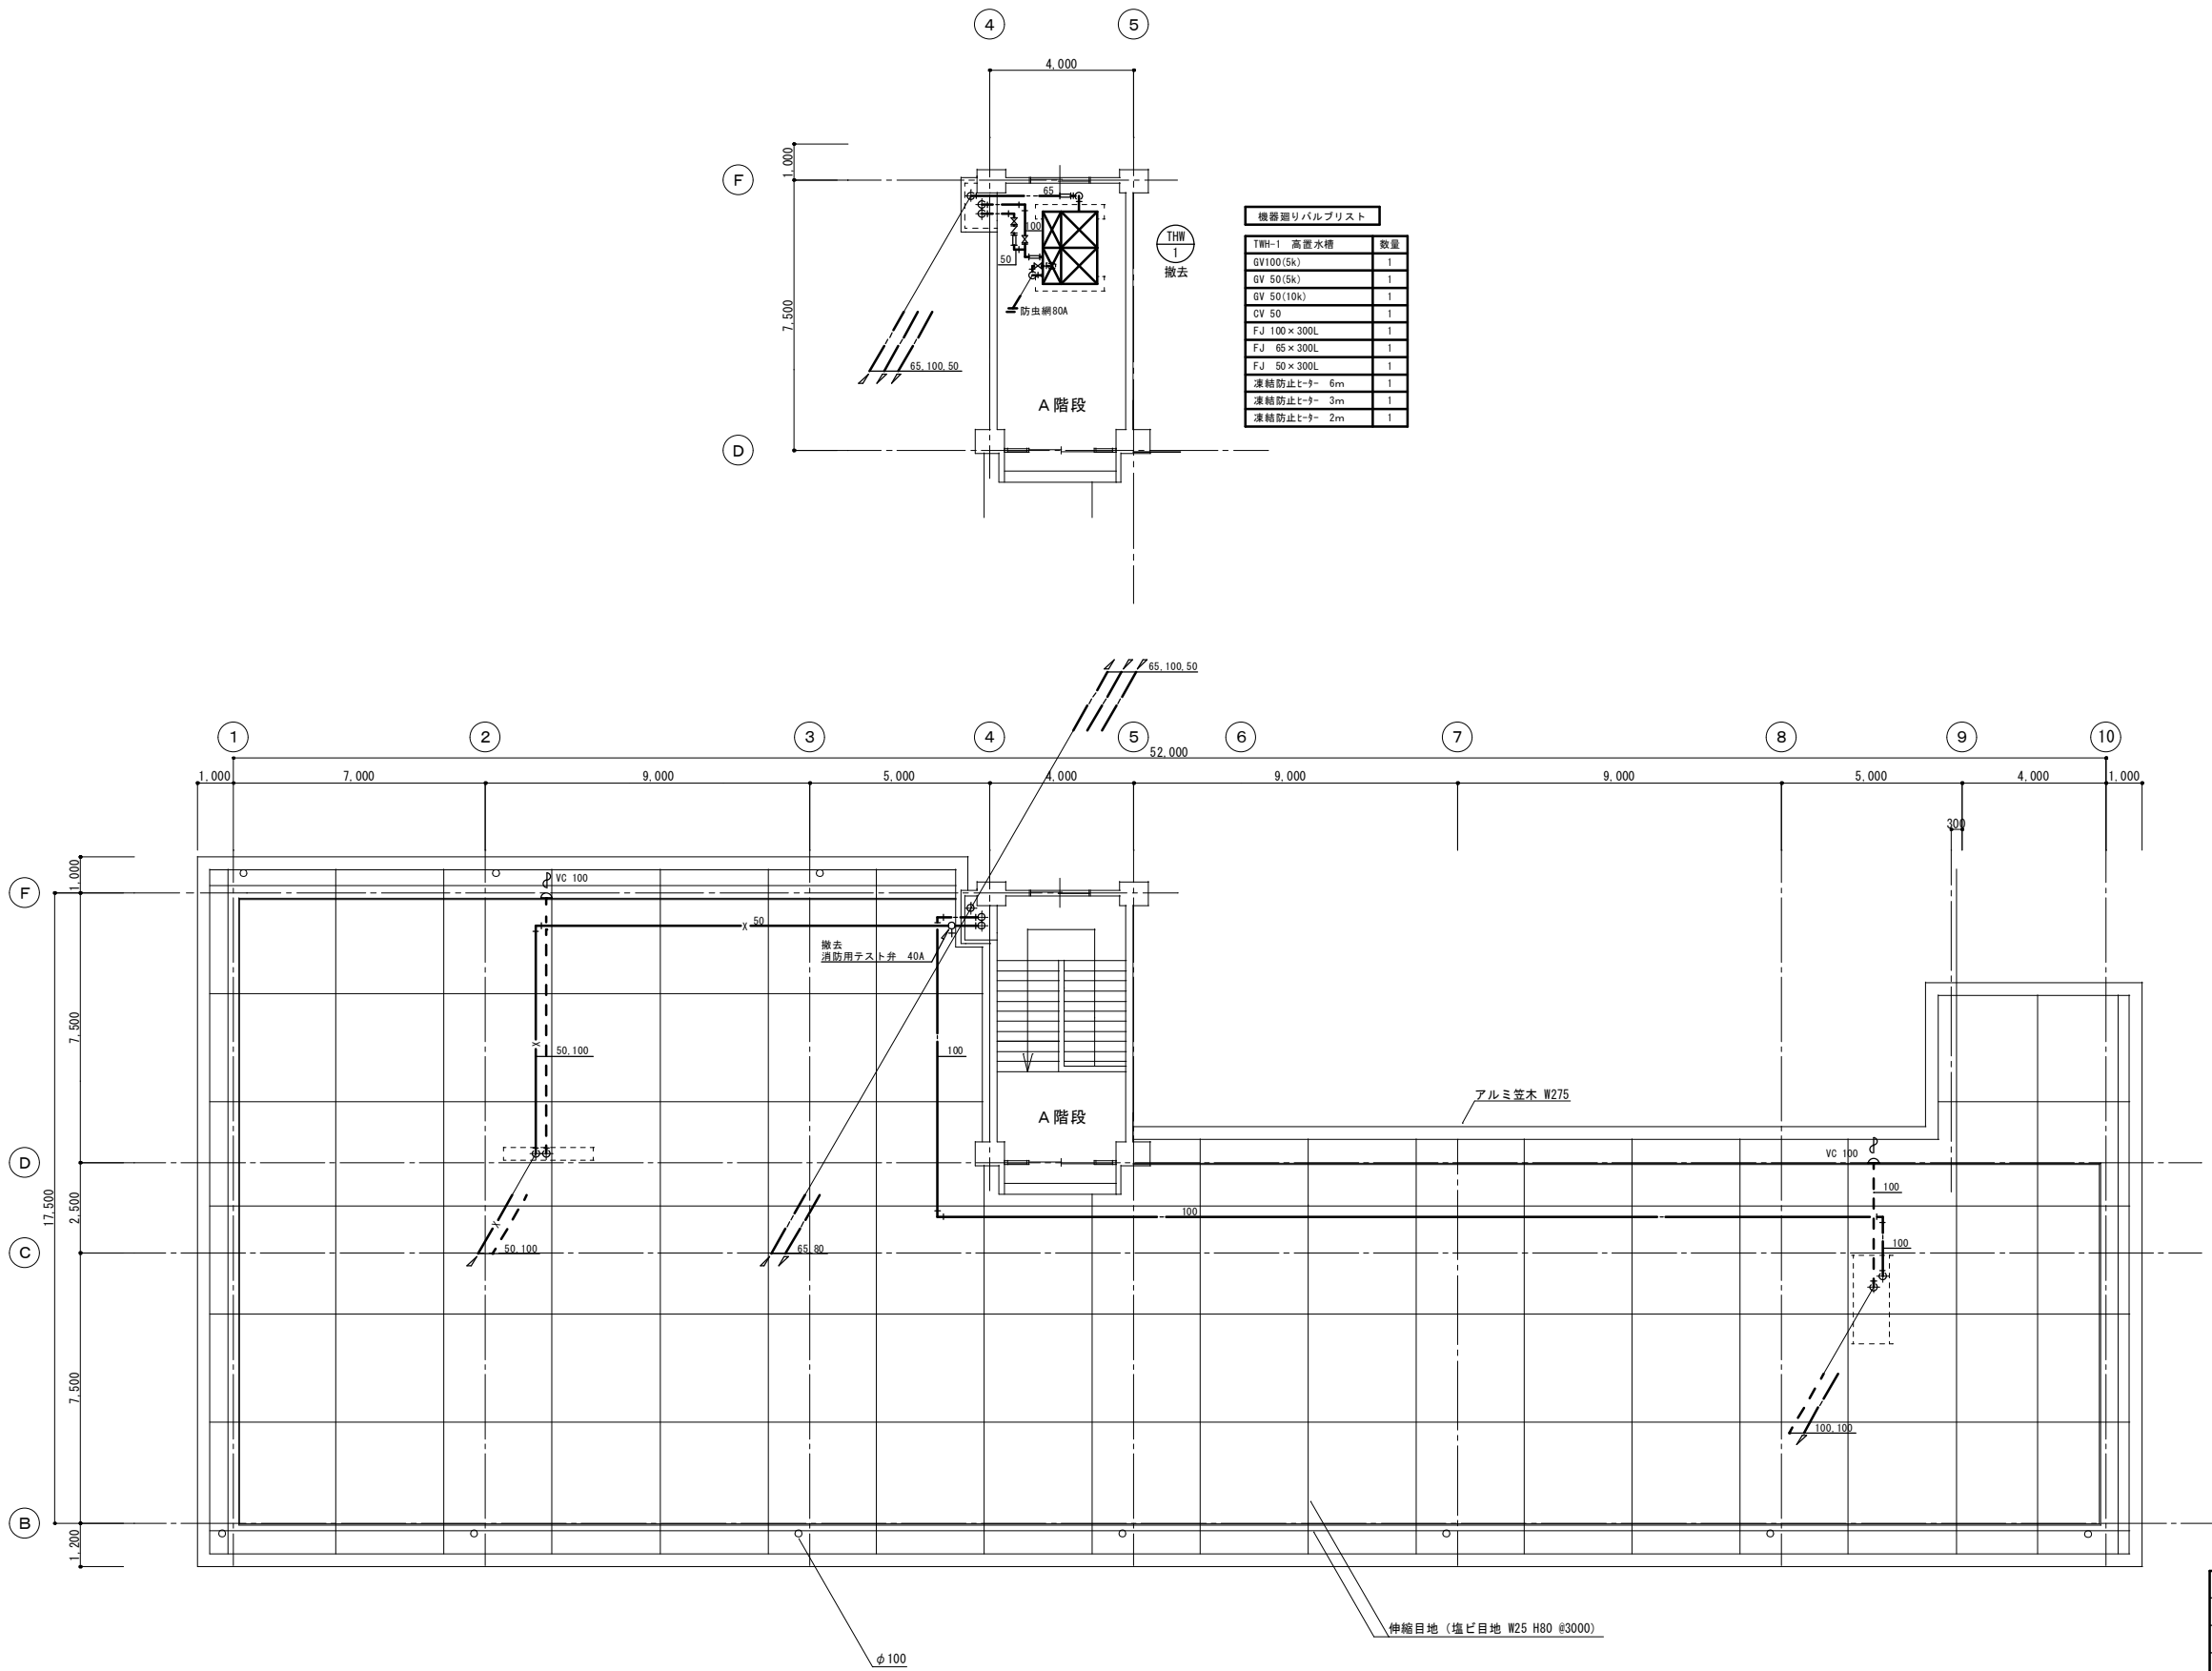 4
5
4,000
F
1,000
7,500
D
65
100
50
防虫網80A
65,100,50
A階段
THW
1
撤去
機器廻りバルブリスト
TWH-1 高置水槽 数量
GV100(5k) 1
GV 50(5k) 1
GV 50(10k) 1
CV 50 1
FJ 100×300L 1
FJ 65×300L 1
FJ 50×300L 1
凍結防止ヒーター 6m 1
凍結防止ヒーター 3m 1
凍結防止ヒーター 2m 1
65,100,50
1
2
3
4
5
6
7
8
9
10
52,000
1,000
7,000
9,000
5,000
4,000
9,000
9,000
5,000
4,000
1,000
300
F
D
C
B
1,000
7,500
2,500
17,500
7,500
1,200
VC 100
X
50
撤去
消防用テスト弁 40A
X
50,100
100
A階段
アルミ笠木 W275
VC 100
100
100
100
X
50,100
65,80
100,100
伸縮目地（塩ビ目地 W25 H80 @3000）
φ100